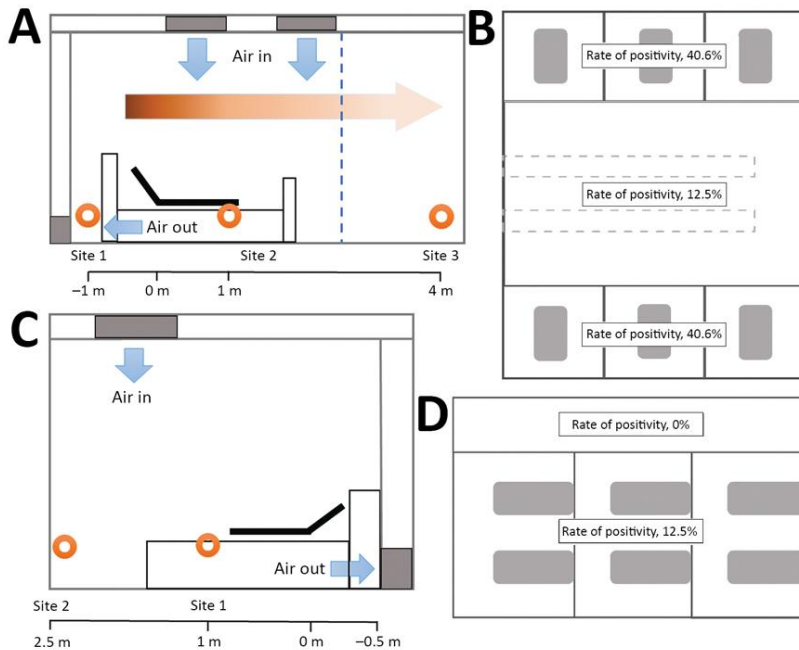 A
Air in
Air out
Site 1
Site 2
Site 3
–1 m
0 m
1 m
4 m
B
Rate of positivity, 40.6%
Rate of positivity, 12.5%
Rate of positivity, 40.6%
C
Air in
Air out
Site 2
Site 1
2.5 m
1 m
0 m
–0.5 m
D
Rate of positivity, 0%
Rate of positivity, 12.5%